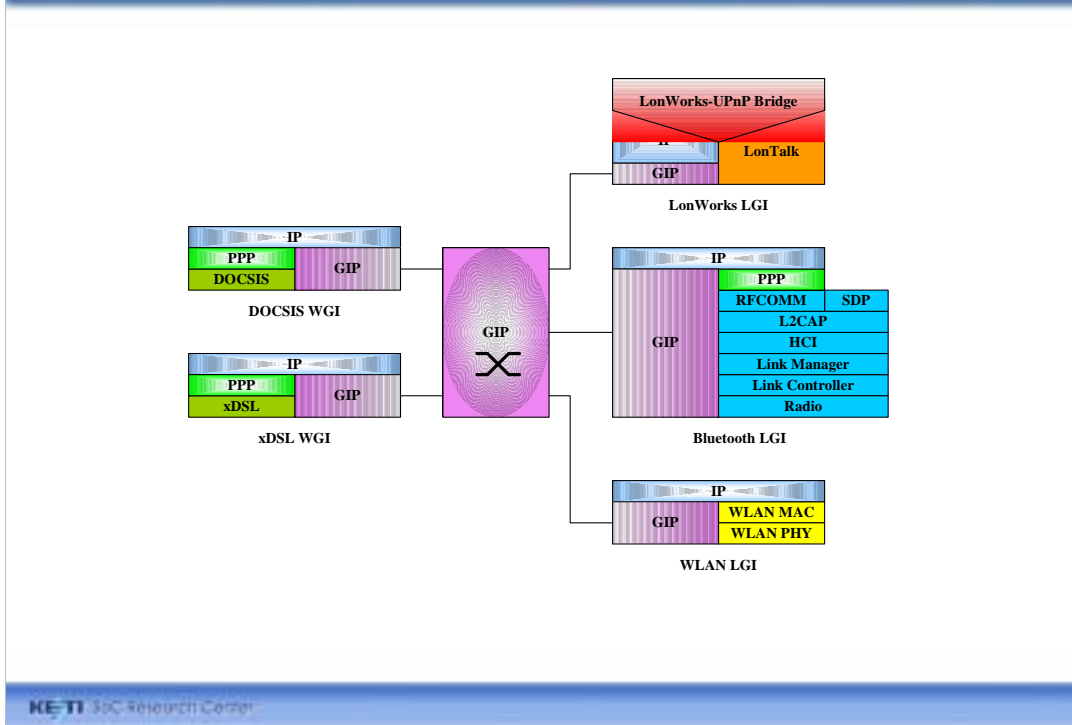 LonWorks-UPnP Bridge
IP
LonTalk
GIP
LonWorks LGI
IP
PPP
GIP
DOCSIS
DOCSIS WGI
IP
PPP
GIP
xDSL
xDSL WGI
GIP
IP
PPP
RFCOMM
SDP
L2CAP
GIP
HCI
Link Manager
Link Controller
Radio
Bluetooth LGI
IP
GIP
WLAN MAC
WLAN PHY
WLAN LGI
KETI SoC Research Center